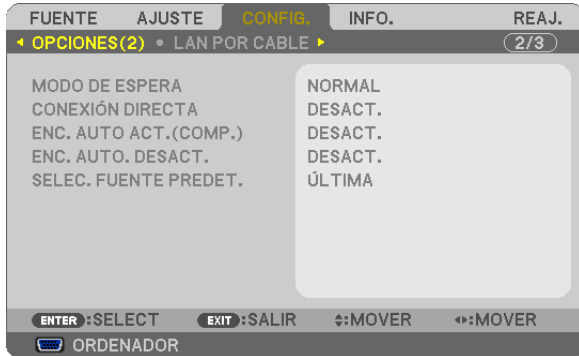 FUENTE AJUSTE CONFIG. INFO. REAJ.
OPCIONES(2) • LAN POR CABLE 2/3
MODO DE ESPERA NORMAL
CONEXIÓN DIRECTA DESACT.
ENC. AUTO ACT.(COMP.) DESACT.
ENC. AUTO. DESACT. DESACT.
SELEC. FUENTE PREDET. ÚLTIMA
ENTER :SELECT EXIT :SALIR :MOVER :MOVER
ORDENADOR